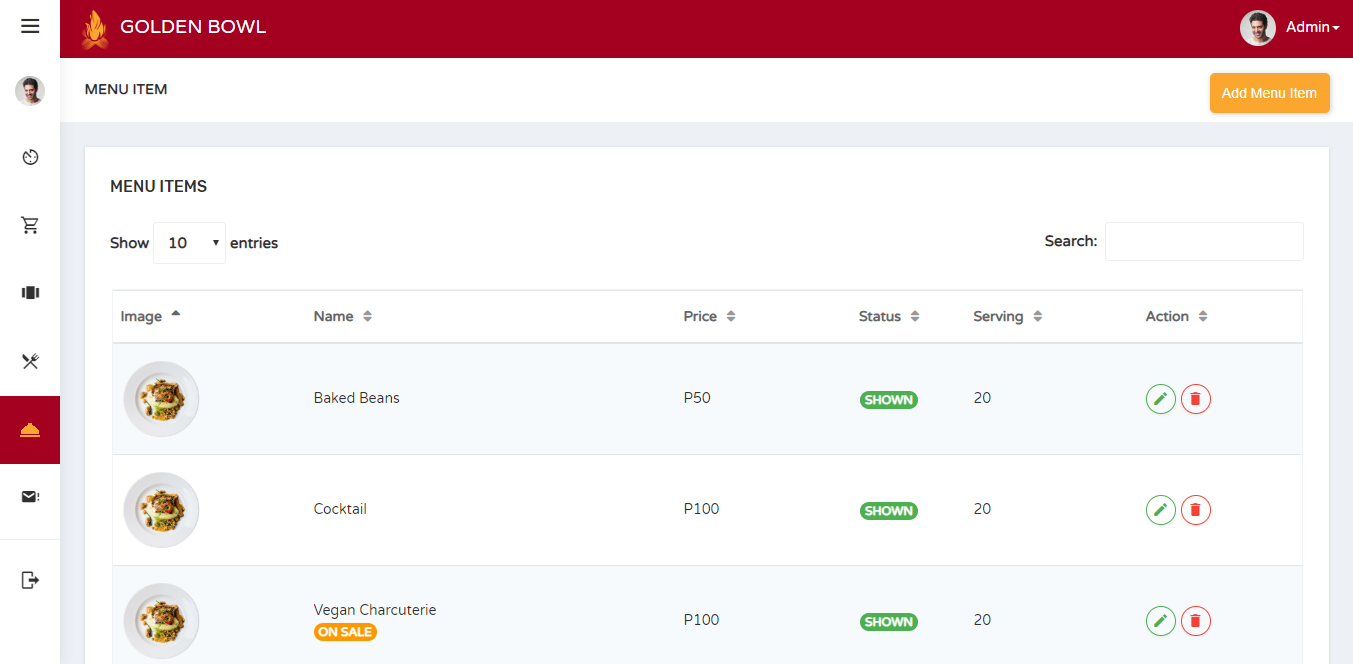 GOLDEN BOWL
Admin
MENU ITEM
Add Menu Item
MENU ITEMS
Show 10 entries
Search:
Image Name Price Status Serving Action
Baked Beans P50 SHOWN 20
Cocktail P100 SHOWN 20
Vegan Charcuterie
ON SALE
P100 SHOWN 20